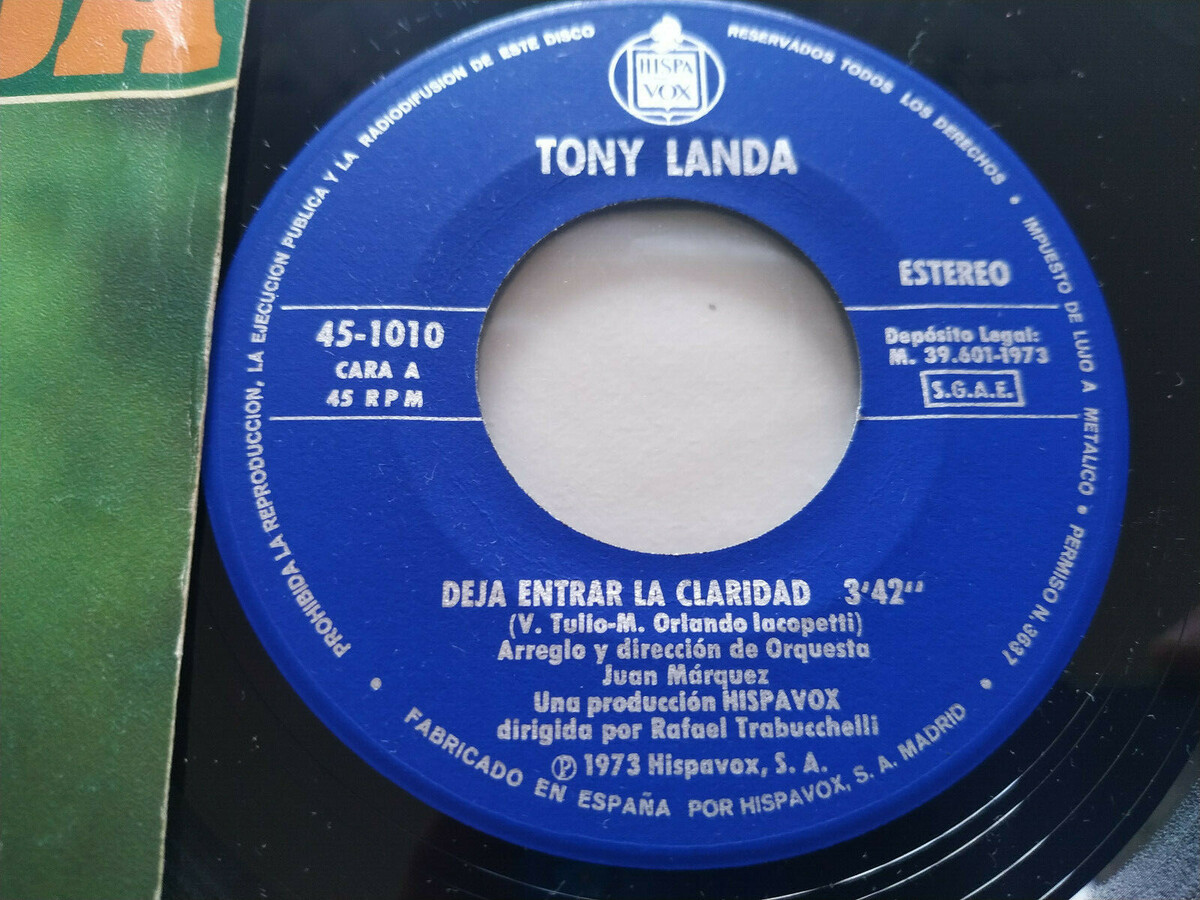 DA
HISPA
VOX
TONY LANDA
ESTEREO
45-1010
CARA A
45 RPM
Depósito Legal:
M. 39.601-1973
S.G.A.E.
DEJA ENTRAR LA CLARIDAD 3'42''
(V. Tulio-M. Orlando Iacopetti)
Arreglo y dirección de Orquesta
Juan Márquez
Una producción HISPAVOX
dirigida por Rafael Trabucchelli
℗ 1973 Hispavox, S. A.
PROHIBIDA LA REPRODUCCION, LA EJECUCION PUBLICA Y LA RADIODIFUSION DE ESTE DISCO
RESERVADOS TODOS LOS DERECHOS • IMPUESTO DE LUJO A METALICO • PERMISO N. 3637
FABRICADO EN ESPAÑA POR HISPAVOX, S. A. MADRID